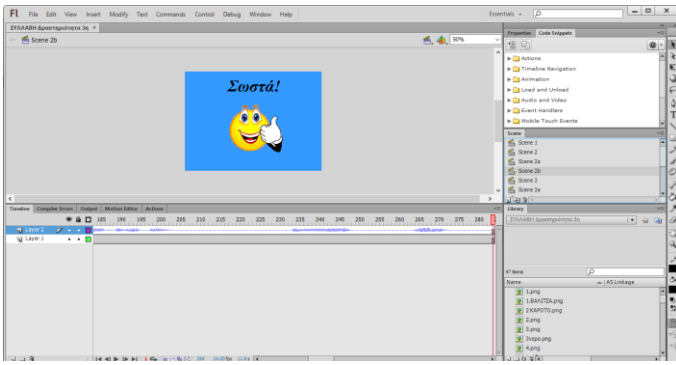 Fl File Edit View Insert Modify Text Commands Control Debug Window Help Essentials
ΣΥΛΛΑΒΗ Δραστηριότητα 3η ×
Scene 2b 50%
Σωστά!
Properties Code Snippets
Actions
Timeline Navigation
Animation
Load and Unload
Audio and Video
Event Handlers
Mobile Touch Events
Scene
Scene 1
Scene 2
Scene 2a
Scene 2b
Scene 3
Scene 3a
Timeline Compiler Errors Output Motion Editor Actions
185 190 195 200 205 210 215 220 225 230 235 240 245 250 255 260 265 270 275 280
Layer 2
Layer 1
Library
ΣΥΛΛΑΒΗ Δραστηριότητα 3η
47 items
Name AS Linkage
1.png
1.ΒΑΛΙΤΣΑ.png
2 ΚΑΡΟΤΟ.png
2.png
3.png
3νερο.png
4.png